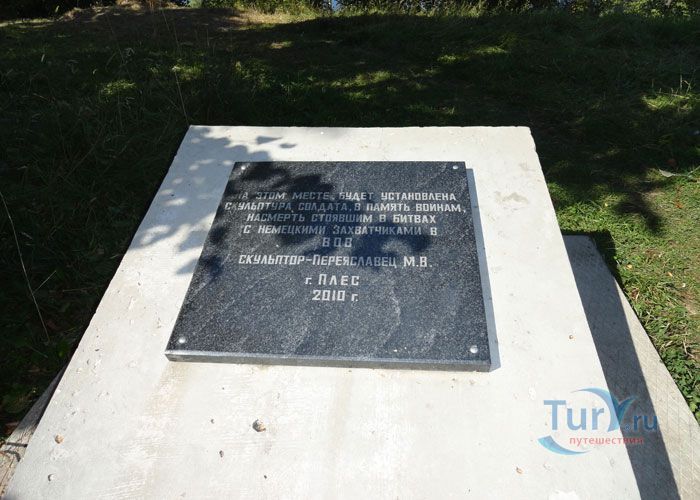 НА ЭТОМ МЕСТЕ БУДЕТ УСТАНОВЛЕНА
СКУЛЬПТУРА СОЛДАТА, В ПАМЯТЬ ВОИНАМ,
НАСМЕРТЬ СТОЯВШИМ В БИТВАХ
С НЕМЕЦКИМИ ЗАХВАТЧИКАМИ В
ВОВ
СКУЛЬПТОР-ПЕРЕЯСЛАВЕЦ М.В.
г. ПЛЕС
2010 г.
TurY.ru
путешествия